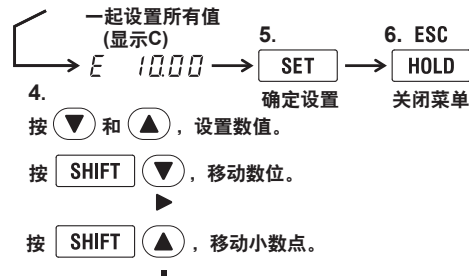 一起设置所有值
(显示C)
5.
6. ESC
E 10.00
SET
HOLD
4.
确定设置
关闭菜单
按 ▼ 和 ▲ ，设置数值。
按 SHIFT ▼ ，移动数位。
▶
按 SHIFT ▲ ，移动小数点。